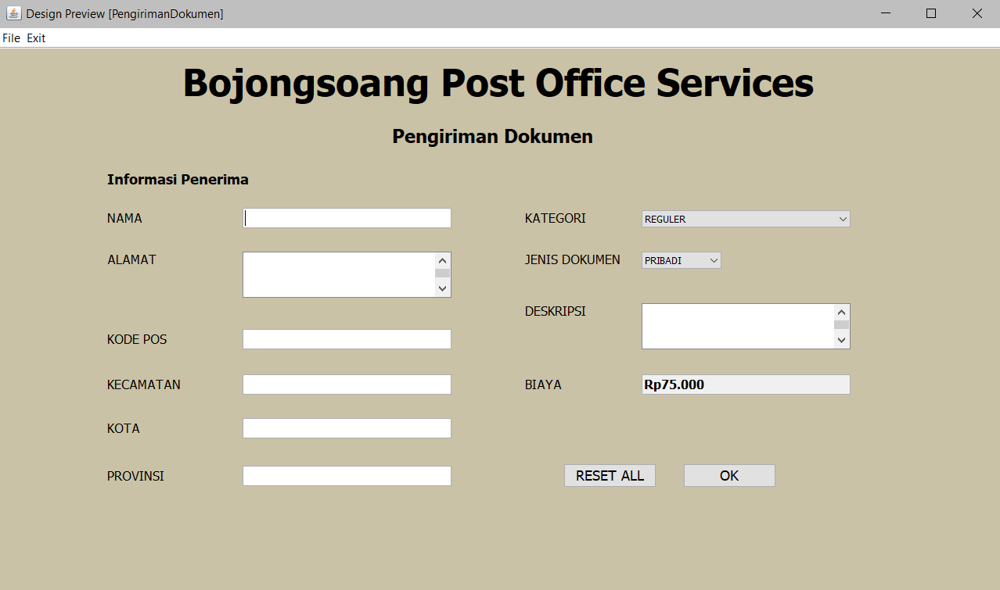 Design Preview [PengirimanDokumen]
File Exit
Bojongsoang Post Office Services
Pengiriman Dokumen
Informasi Penerima
NAMA
ALAMAT
KODE POS
KECAMATAN
KOTA
PROVINSI
KATEGORI REGULER
JENIS DOKUMEN PRIBADI
DESKRIPSI
BIAYA Rp75.000
RESET ALL OK